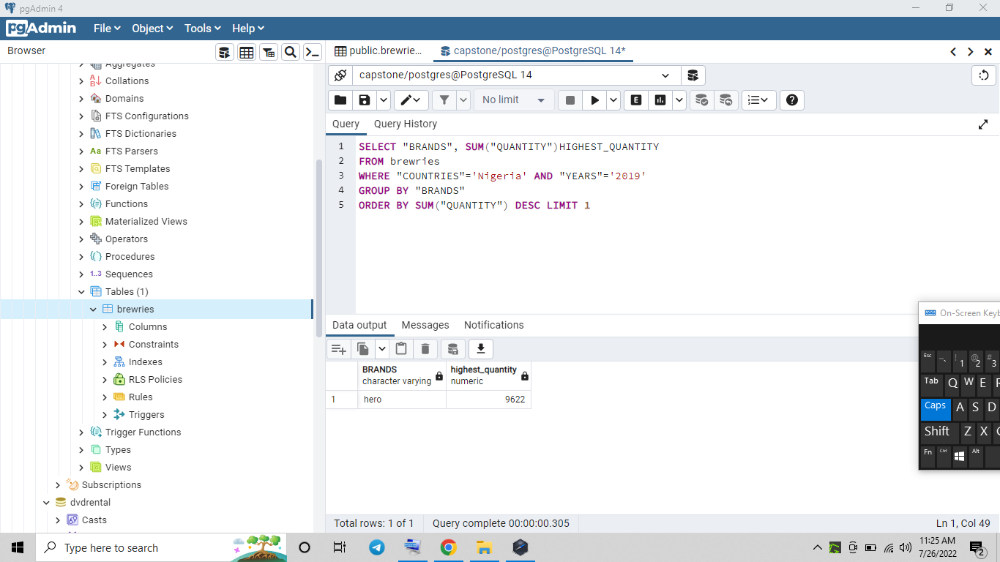 pgAdmin 4
pgAdmin
File Object Tools Help
Browser
public.brewrie...
capstone/postgres@PostgreSQL 14*
capstone/postgres@PostgreSQL 14
No limit
E
Query
Query History
1 SELECT "BRANDS", SUM("QUANTITY")HIGHEST_QUANTITY
2 FROM brewries
3 WHERE "COUNTRIES"='Nigeria' AND "YEARS"='2019'
4 GROUP BY "BRANDS"
5 ORDER BY SUM("QUANTITY") DESC LIMIT 1
Aggregates
Collations
Domains
FTS Configurations
FTS Dictionaries
Aa FTS Parsers
FTS Templates
Foreign Tables
Functions
Materialized Views
Operators
Procedures
1..3 Sequences
Tables (1)
brewries
Columns
Constraints
Indexes
RLS Policies
Rules
Triggers
Trigger Functions
Types
Views
Subscriptions
dvdrental
Casts
Data output
Messages
Notifications
BRANDS
character varying
highest_quantity
numeric
1 hero 9622
Total rows: 1 of 1
Query complete 00:00:00.305
Ln 1, Col 49
On-Screen Keyb
Esc ~ ` ! 1 @ 2 # 3
Tab Q W E R
Caps A S D
Shift Z X C
Fn Ctrl Alt
Type here to search
11:25 AM
7/26/2022
2